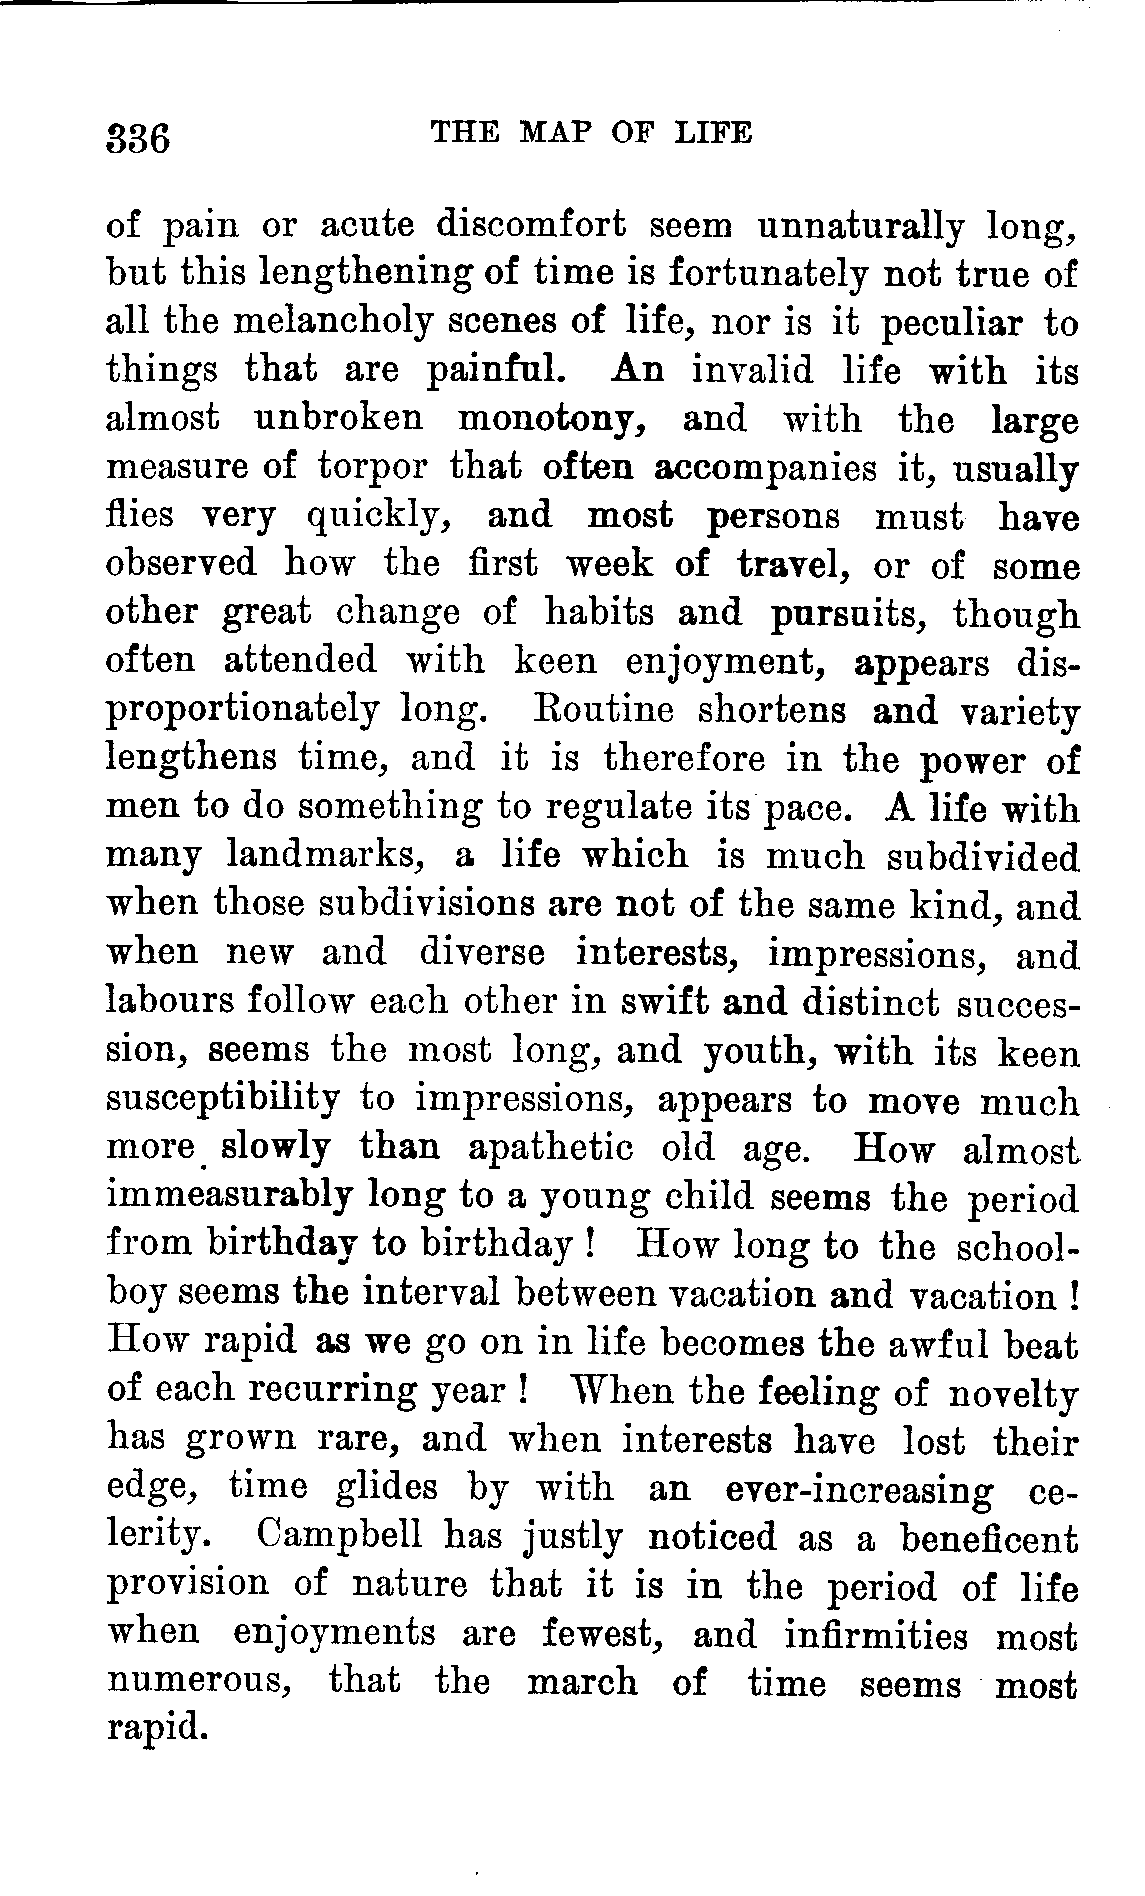 336 THE MAP OF LIFE
of pain or acute discomfort seem unnaturally long,
but this lengthening of time is fortunately not true of
all the melancholy scenes of life, nor is it peculiar to
things that are painful. An invalid life with its
almost unbroken monotony, and with the large
measure of torpor that often accompanies it, usually
flies very quickly, and most persons must have
observed how the first week of travel, or of some
other great change of habits and pursuits, though
often attended with keen enjoyment, appears dis-
proportionately long. Routine shortens and variety
lengthens time, and it is therefore in the power of
men to do something to regulate its pace. A life with
many landmarks, a life which is much subdivided
when those subdivisions are not of the same kind, and
when new and diverse interests, impressions, and
labours follow each other in swift and distinct succes-
sion, seems the most long, and youth, with its keen
susceptibility to impressions, appears to move much
more slowly than apathetic old age. How almost
immeasurably long to a young child seems the period
from birthday to birthday ! How long to the school-
boy seems the interval between vacation and vacation !
How rapid as we go on in life becomes the awful beat
of each recurring year ! When the feeling of novelty
has grown rare, and when interests have lost their
edge, time glides by with an ever-increasing ce-
lerity. Campbell has justly noticed as a beneficent
provision of nature that it is in the period of life
when enjoyments are fewest, and infirmities most
numerous, that the march of time seems most
rapid.